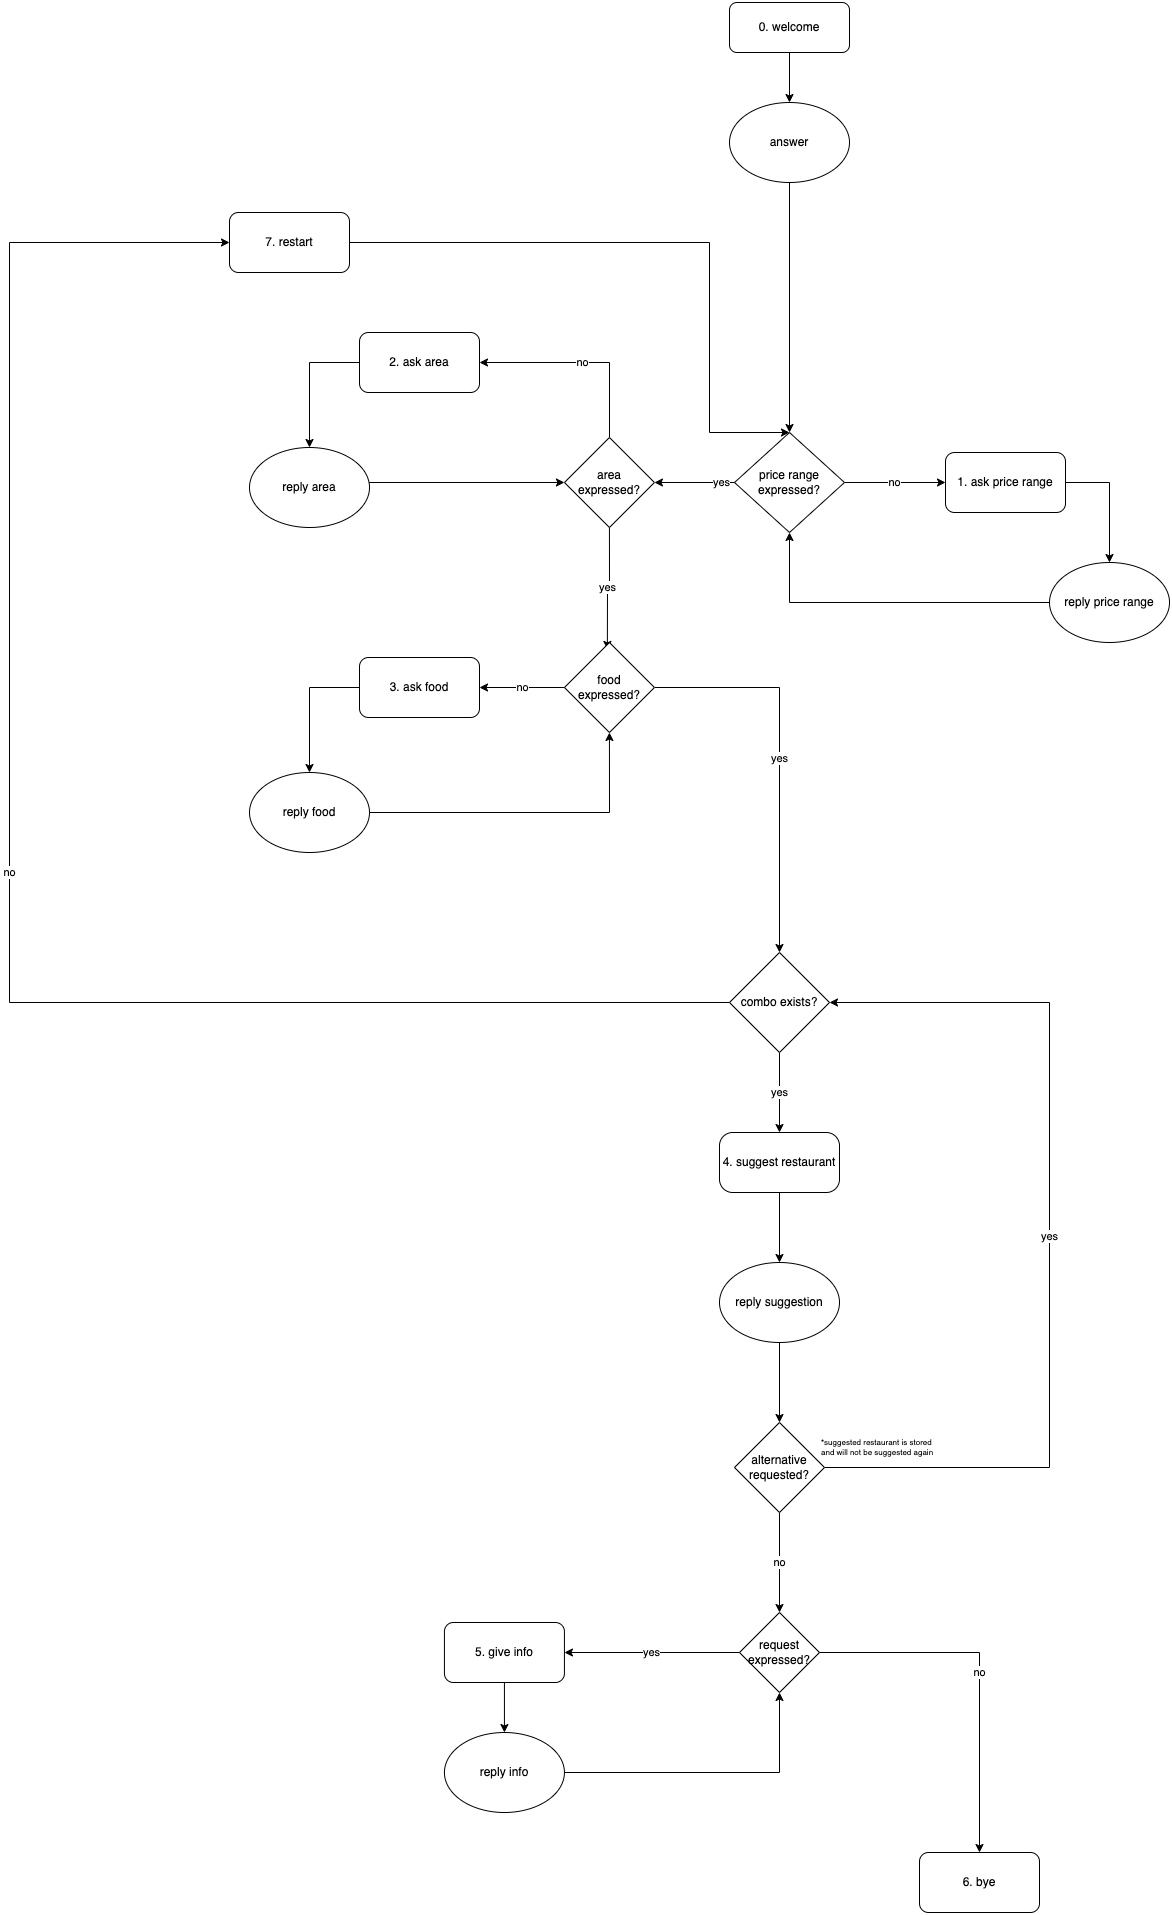 0. welcome
answer
7. restart
2. ask area
no
reply area
area
expressed?
yes
price range
expressed?
no
1. ask price range
reply price range
yes
3. ask food
no
food
expressed?
reply food
yes
no
combo exists?
yes
4. suggest restaurant
yes
reply suggestion
alternative
requested?
*suggested restaurant is stored
and will not be suggested again
no
5. give info
yes
request
expressed?
no
reply info
6. bye